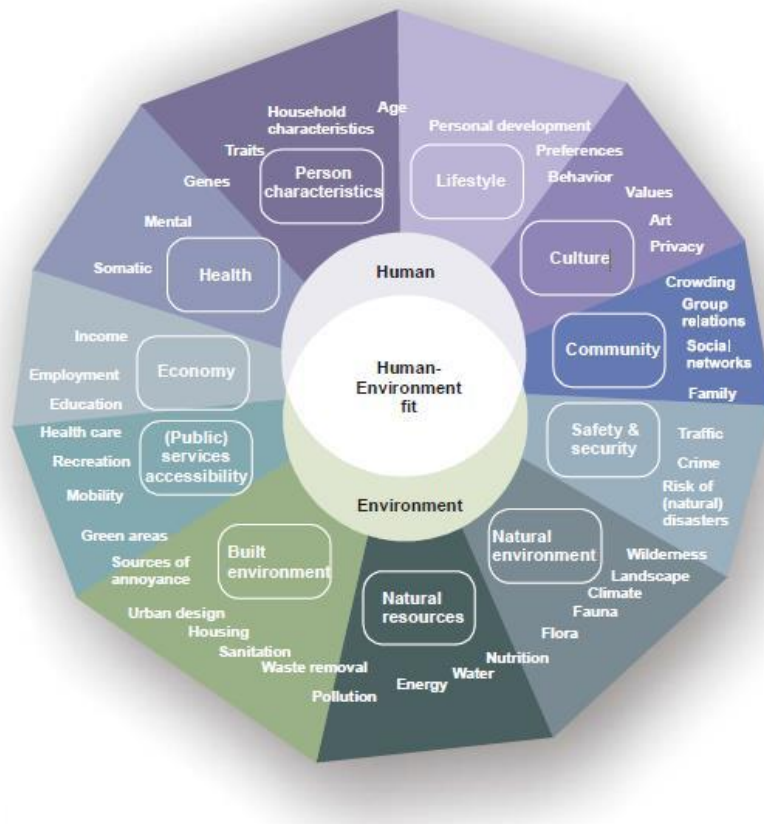 Age
Household
characteristics
Traits
Genes
Person
characteristics
Personal development
Preferences
Behavior
Lifestyle
Values
Art
Privacy
Culture
Mental
Somatic
Health
Human
Crowding
Group
relations
Social
networks
Family
Community
Income
Employment
Education
Economy
Human-
Environment
fit
Health care
Recreation
Mobility
(Public)
services
accessibility
Safety &
security
Traffic
Crime
Risk of
(natural)
disasters
Environment
Green areas
Sources of
annoyance
Urban design
Housing
Sanitation
Waste removal
Pollution
Built
environment
Natural
resources
Energy
Water
Nutrition
Natural
environment
Wilderness
Landscape
Climate
Fauna
Flora